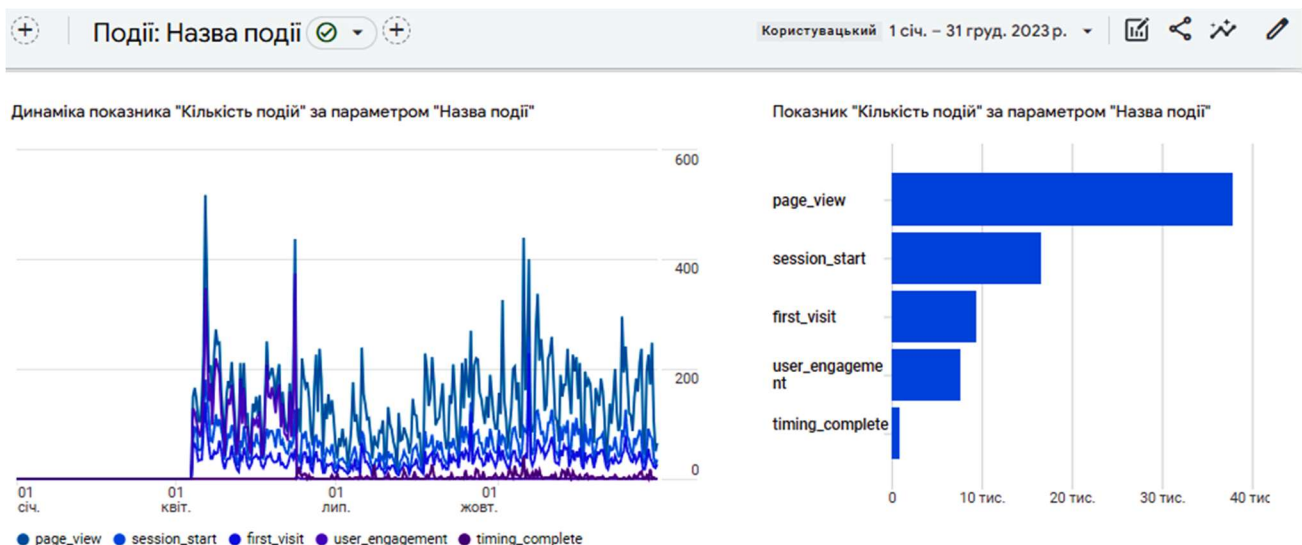 Події: Назва події
Користувацький 1 січ. – 31 груд. 2023 р.
Динаміка показника "Кількість подій" за параметром "Назва події"
600
400
200
0
01
січ.
01
квіт.
01
лип.
01
жовт.
page_view session_start first_visit user_engagement timing_complete
Показник "Кількість подій" за параметром "Назва події"
page_view
session_start
first_visit
user_engageme
nt
timing_complete
0 10 тис. 20 тис. 30 тис. 40 тис